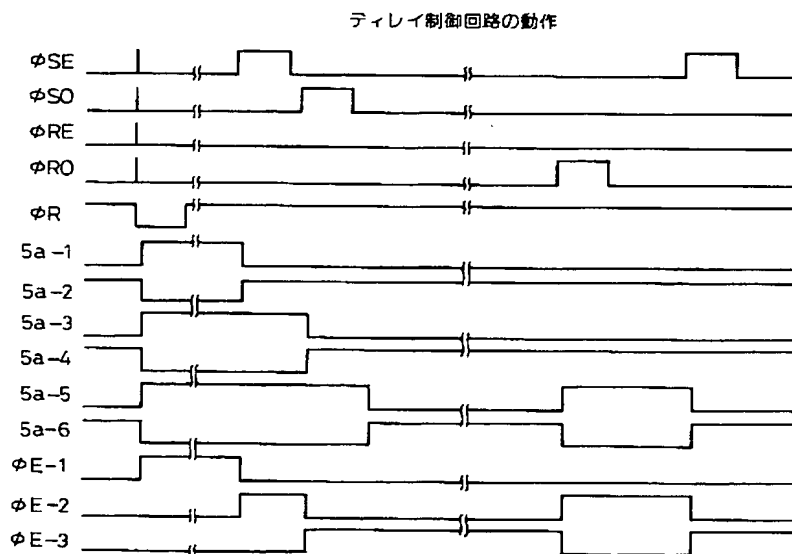 ティレイ制御回路の動作
φSE
φSO
φRE
φRO
φR
5a-1
5a-2
5a-3
5a-4
5a-5
5a-6
φE-1
φE-2
φE-3